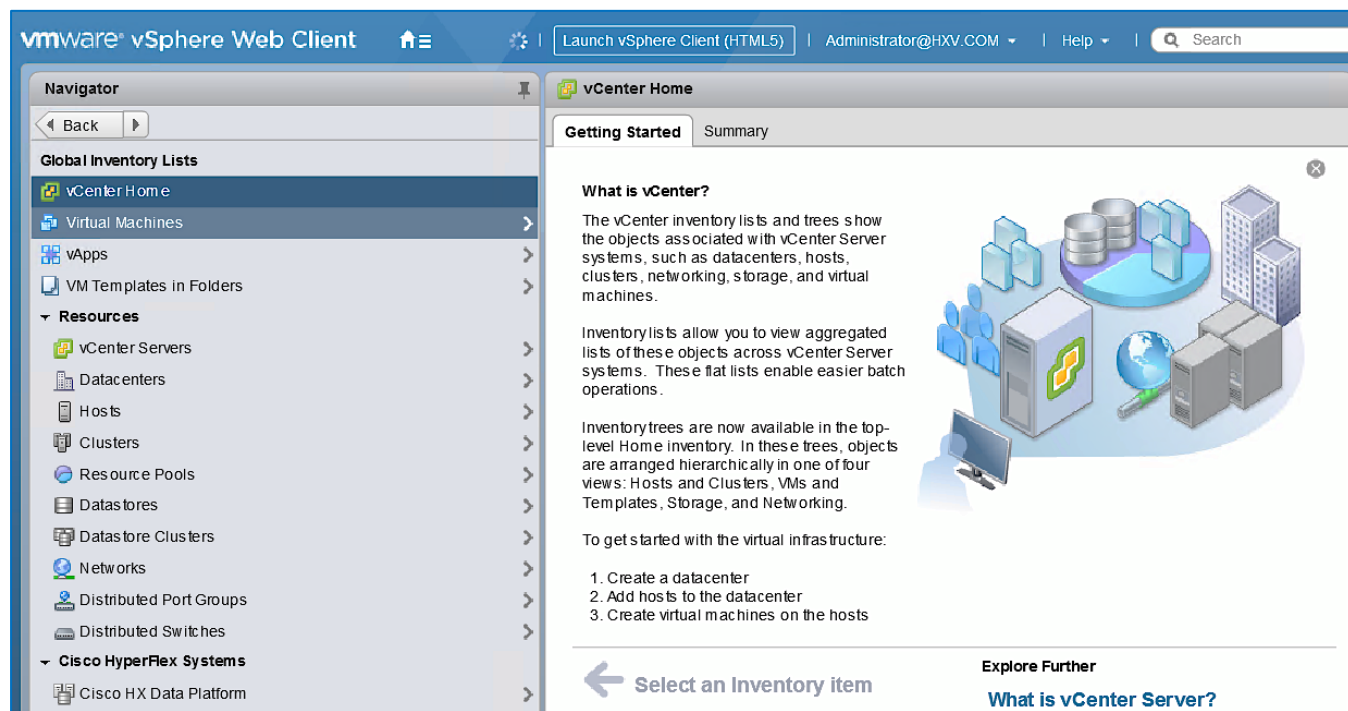 vmware® vSphere Web Client
Launch vSphere Client (HTML5)
Administrator@HXV.COM
Help
Search
Navigator
Back
Global Inventory Lists
vCenter Home
Virtual Machines
vApps
VM Templates in Folders
Resources
vCenter Servers
Datacenters
Hosts
Clusters
Resource Pools
Datastores
Datastore Clusters
Networks
Distributed Port Groups
Distributed Switches
Cisco HyperFlex Systems
Cisco HX Data Platform
vCenter Home
Getting Started
Summary
What is vCenter?
The vCenter inventory lists and trees show
the objects associated with vCenter Server
systems, such as datacenters, hosts,
clusters, networking, storage, and virtual
machines.
Inventory lists allow you to view aggregated
lists of these objects across vCenter Server
systems. These flat lists enable easier batch
operations.
Inventory trees are now available in the top-
level Home inventory. In these trees, objects
are arranged hierarchically in one of four
views: Hosts and Clusters, VMs and
Templates, Storage, and Networking.
To get started with the virtual infrastructure:
1. Create a datacenter
2. Add hosts to the datacenter
3. Create virtual machines on the hosts
Select an Inventory item
Explore Further
What is vCenter Server?